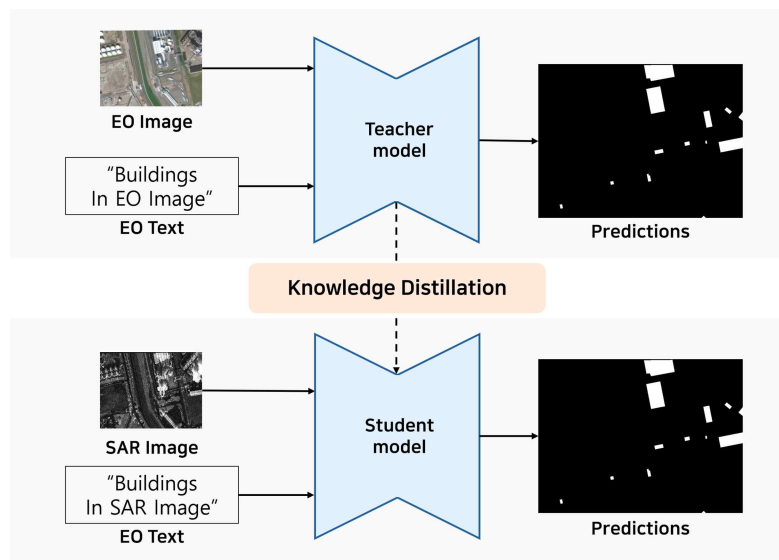 EO Image
"Buildings
In EO Image"
EO Text
Teacher
model
Predictions
Knowledge Distillation
SAR Image
"Buildings
In SAR Image"
EO Text
Student
model
Predictions